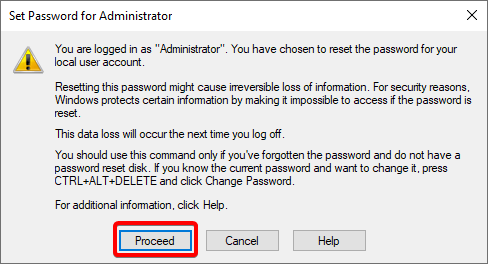 Set Password for Administrator
You are logged in as "Administrator". You have chosen to reset the password for your
local user account.
Resetting this password might cause irreversible loss of information. For security reasons,
Windows protects certain information by making it impossible to access if the password is
reset.
This data loss will occur the next time you log off.
You should use this command only if you've forgotten the password and do not have a
password reset disk. If you know the current password and want to change it, press
CTRL+ALT+DELETE and click Change Password.
For additional information, click Help.
Proceed
Cancel
Help